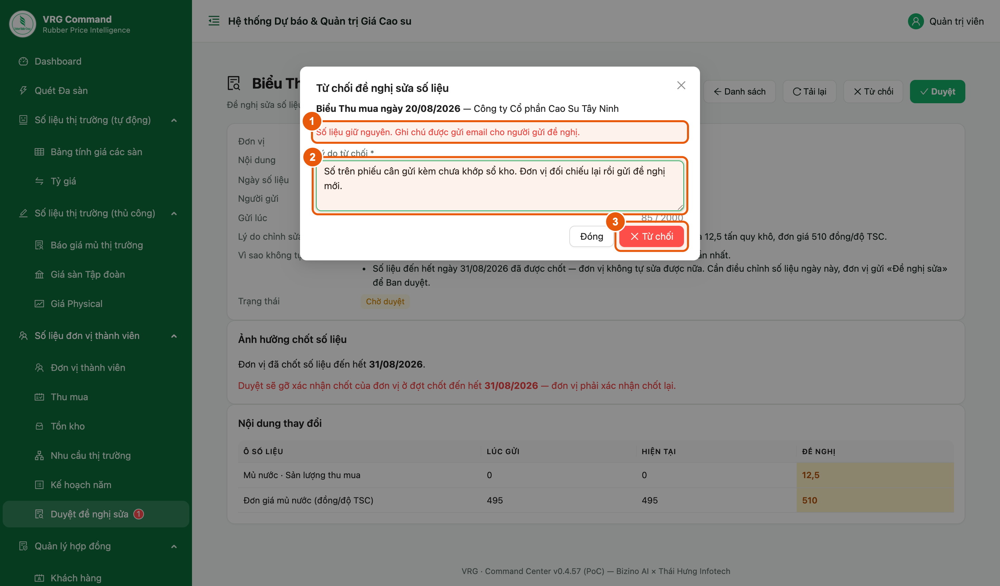 VRG Command
Rubber Price Intelligence
Dashboard
Quét Đa sàn
Số liệu thị trường (tự động)
Bảng tính giá các sàn
Tỷ giá
Số liệu thị trường (thủ công)
Báo giá mủ thị trường
Giá sàn Tập đoàn
Giá Physical
Số liệu đơn vị thành viên
Đơn vị thành viên
Thu mua
Tồn kho
Nhu cầu thị trường
Kế hoạch năm
Duyệt đề nghị sửa 1
Quản lý hợp đồng
Khách hàng
Hệ thống Dự báo & Quản trị Giá Cao su
Quản trị viên
Biểu Th
Đề nghị sửa số liệu
Danh sách
Tải lại
Từ chối
Duyệt
Từ chối đề nghị sửa số liệu
Biểu Thu mua ngày 20/08/2026 — Công ty Cổ phần Cao Su Tây Ninh
1
Số liệu giữ nguyên. Ghi chú được gửi email cho người gửi đề nghị.
2
do từ chối *
Số trên phiếu cân gửi kèm chưa khớp sổ kho. Đơn vị đối chiếu lại rồi gửi đề nghị
mới.
85 / 2000
3
Đóng
Từ chối
Đơn vị
Nội dung
Ngày số liệu
Người gửi
Gửi lúc
Lý do chỉnh sửa
12,5 tấn quy khô, đơn giá 510 đồng/độ TSC.
Vì sao không tự
nhất.
• Số liệu đến hết ngày 31/08/2026 đã được chốt — đơn vị không tự sửa được nữa. Cần điều chỉnh số liệu ngày này, đơn vị gửi «Đề nghị sửa»
để Ban duyệt.
Trạng thái
Chờ duyệt
Ảnh hưởng chốt số liệu
Đơn vị đã chốt số liệu đến hết 31/08/2026.
Duyệt sẽ gỡ xác nhận chốt của đơn vị ở đợt chốt đến hết 31/08/2026 — đơn vị phải xác nhận chốt lại.
Nội dung thay đổi
Ô SỐ LIỆU LÚC GỬI HIỆN TẠI ĐỀ NGHỊ
Mủ nước · Sản lượng thu mua 0 0 12,5
Đơn giá mủ nước (đồng/độ TSC) 495 495 510
VRG · Command Center v0.4.57 (PoC) — Bizino AI × Thái Hưng Infotech